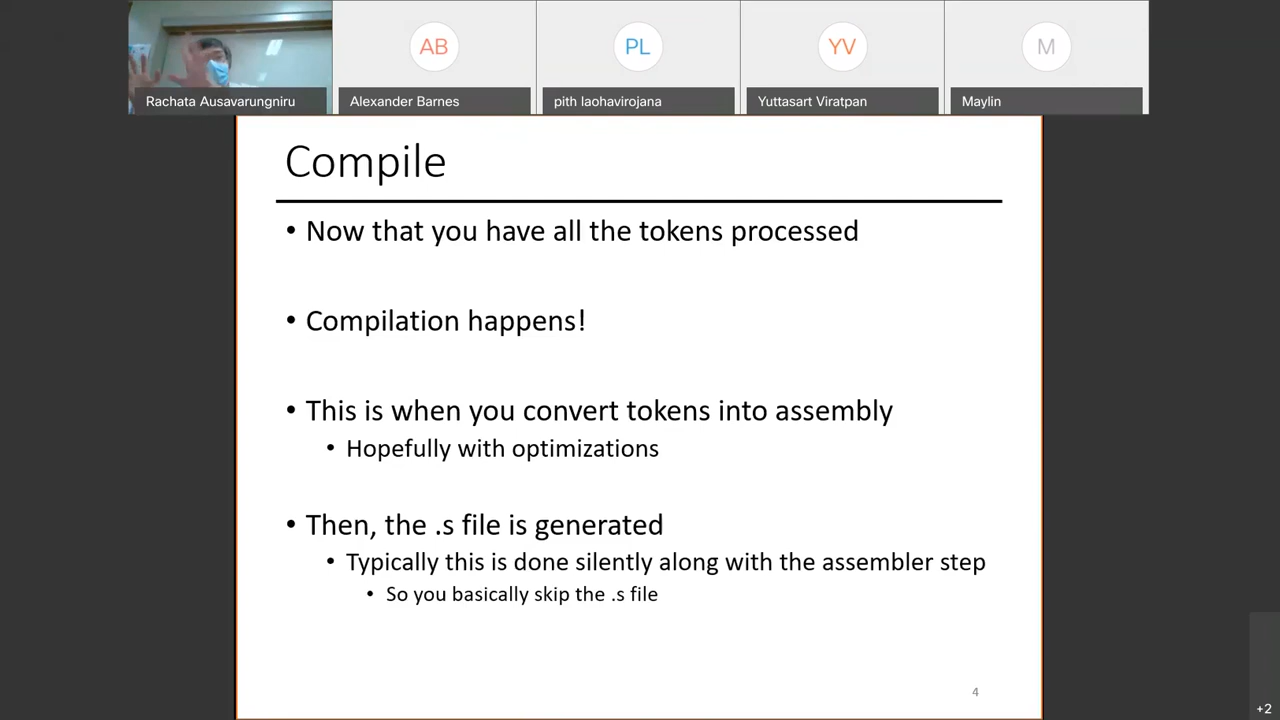 AB
PL
YV
M
Rachata Ausavarungniru
Alexander Barnes
pith laohavirojana
Yuttasart Viratpan
Maylin
Compile
• Now that you have all the tokens processed
• Compilation happens!
• This is when you convert tokens into assembly
• Hopefully with optimizations
• Then, the .s file is generated
• Typically this is done silently along with the assembler step
• So you basically skip the .s file
4
+2